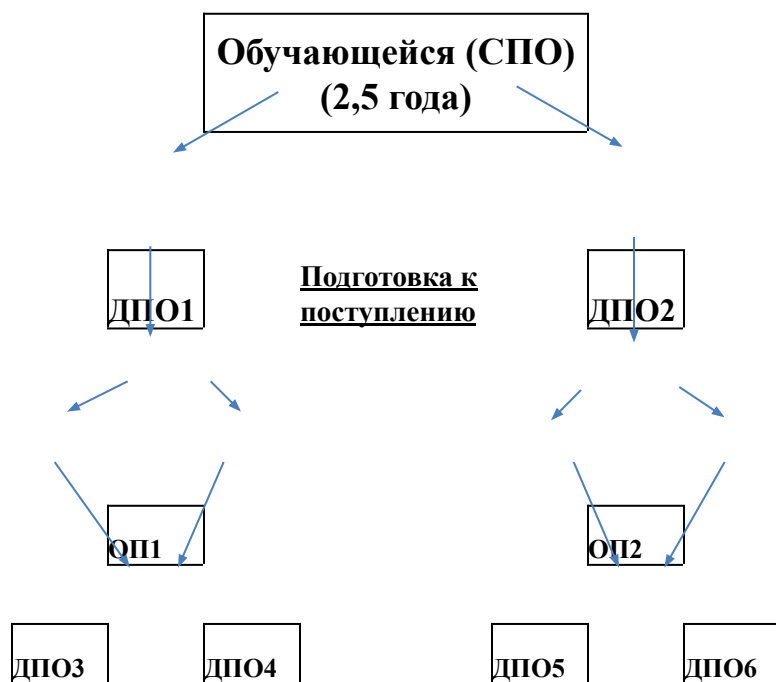 Обучающейся (СПО)
(2,5 года)
ДПО1
Подготовка к
поступлению
ДПО2
ОП1
ОП2
ДПО3
ДПО4
ДПО5
ДПО6